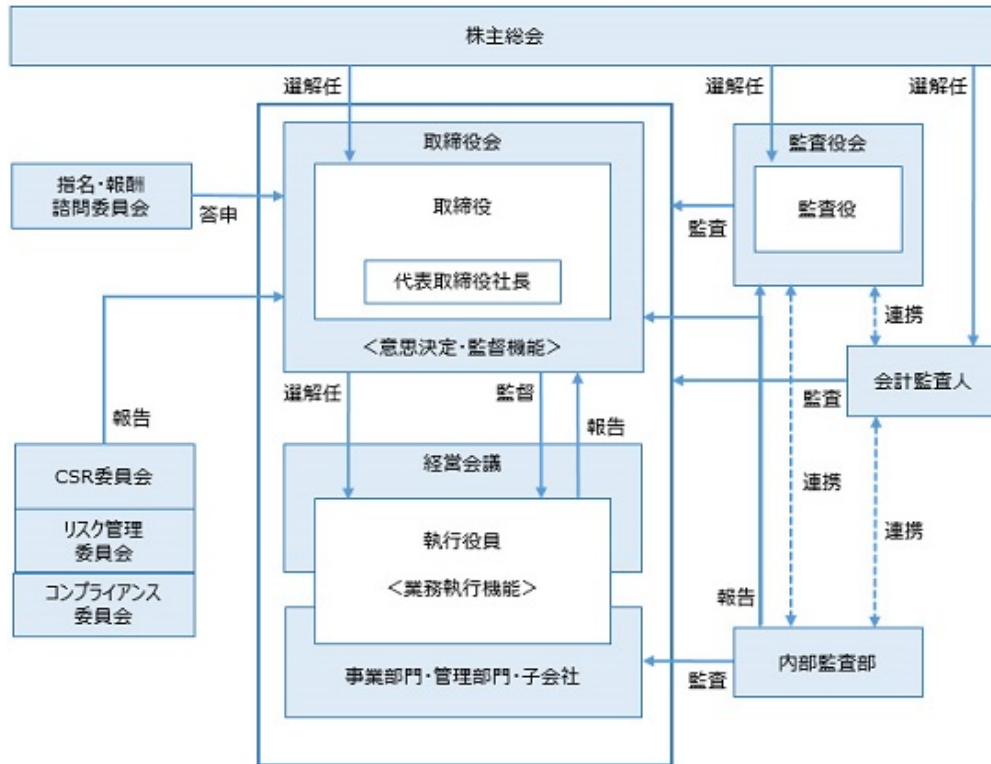 株主総会
選解任
選解任
選解任
取締役会
監査役会
指名・報酬
諮問委員会
答申
取締役
監査役
監査
代表取締役社長
連携
<意思決定・監督機能>
会計監査人
選解任
監督
監査
報告
報告
経営会議
CSR委員会
連携
執行役員
連携
リスク管理
委員会
<業務執行機能>
コンプライアンス
委員会
報告
内部監査部
事業部門・管理部門・子会社
監査